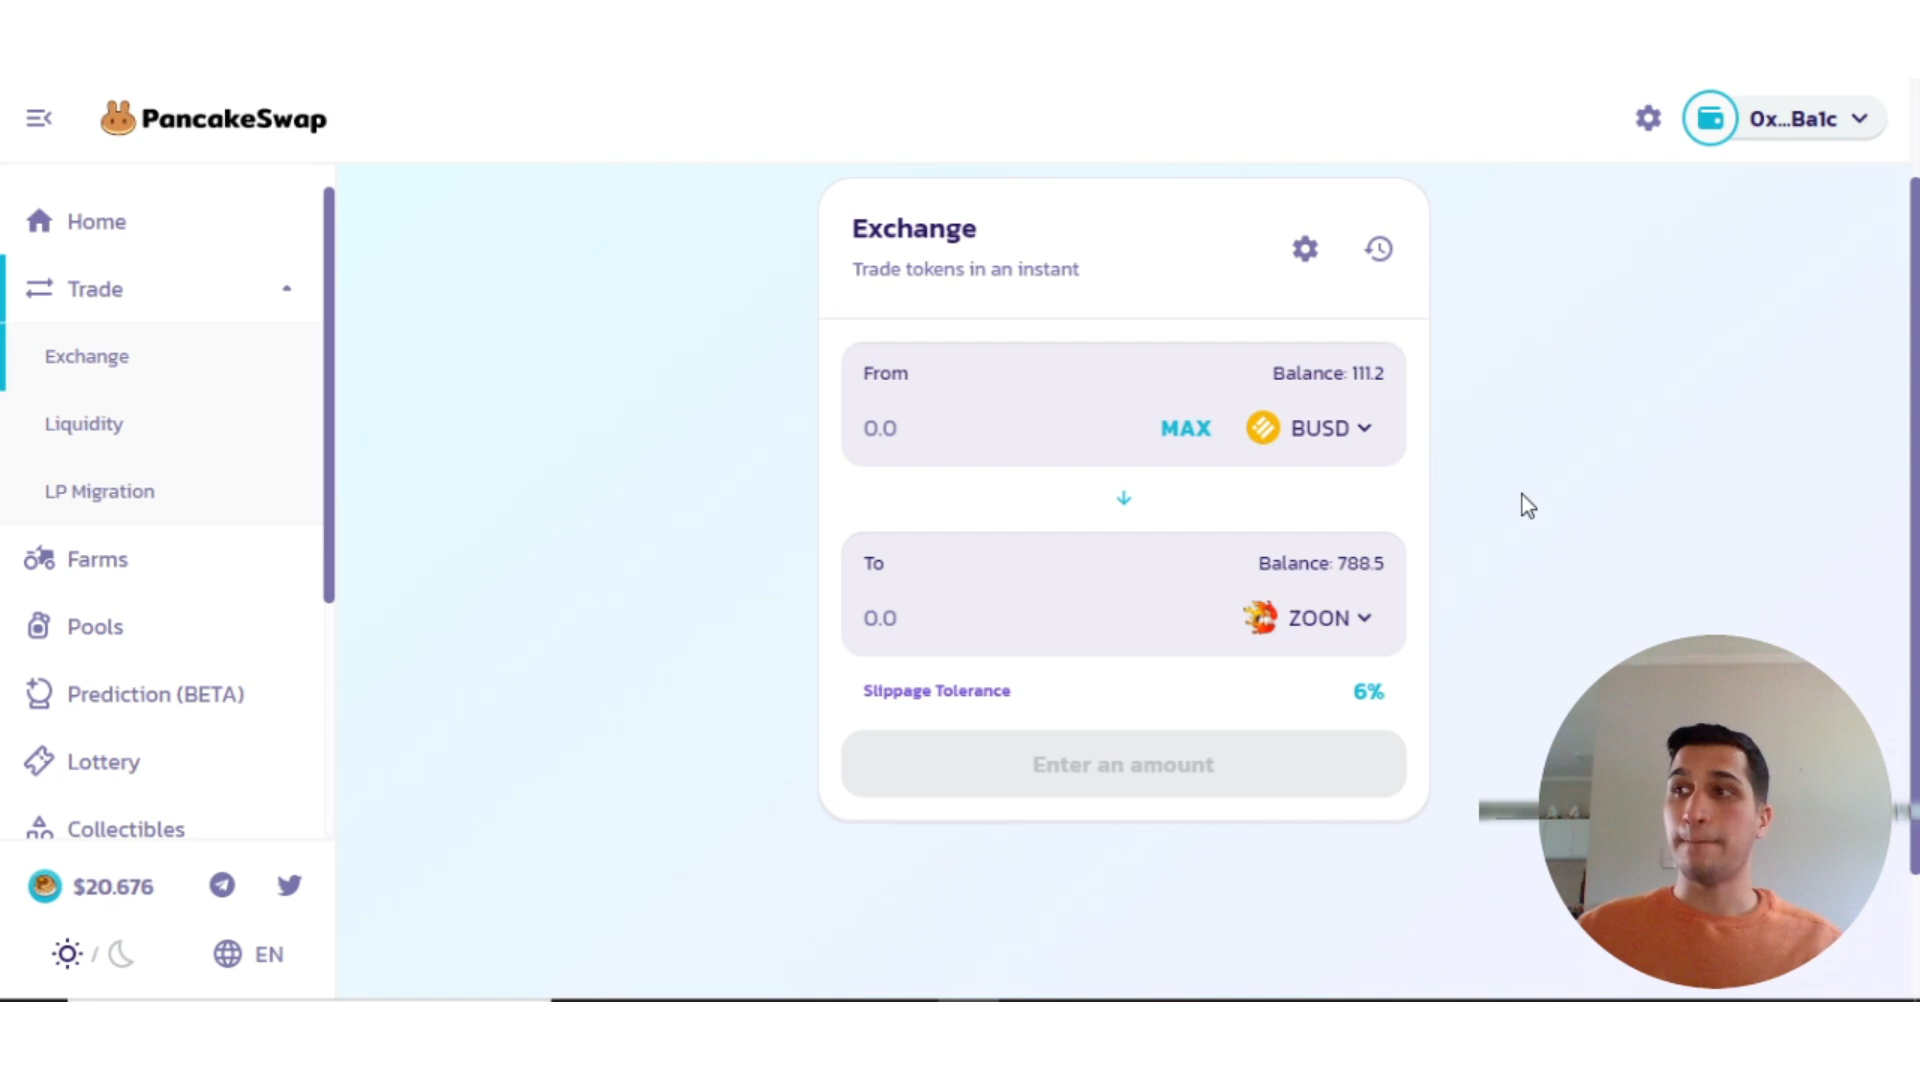 PancakeSwap
0x...Ba1c
Home
Trade
Exchange
Liquidity
LP Migration
Farms
Pools
Prediction (BETA)
Lottery
Collectibles
$20.676
/
EN
Exchange
Trade tokens in an instant
From
Balance: 111.2
0.0
MAX
BUSD
To
Balance: 788.5
0.0
ZOON
Slippage Tolerance
6%
Enter an amount